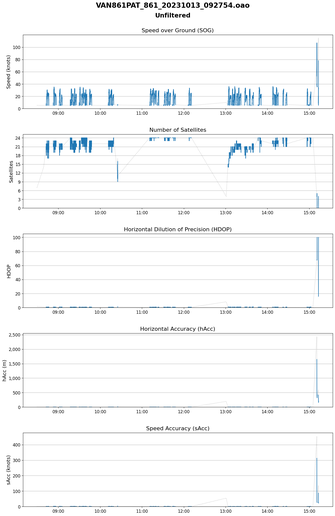 VAN861PAT_861_20231013_092754.oao
Unfiltered
Speed over Ground (SOG)
Speed (knots)
100
80
60
40
20
0
09:00 10:00 11:00 12:00 13:00 14:00 15:00
Number of Satellites
Satellites
24
21
18
15
12
9
6
3
0
09:00 10:00 11:00 12:00 13:00 14:00 15:00
Horizontal Dilution of Precision (HDOP)
HDOP
100
80
60
40
20
0
09:00 10:00 11:00 12:00 13:00 14:00 15:00
Horizontal Accuracy (hAcc)
hAcc (m)
2,500
2,000
1,500
1,000
500
0
09:00 10:00 11:00 12:00 13:00 14:00 15:00
Speed Accuracy (sAcc)
sAcc (knots)
400
300
200
100
0
09:00 10:00 11:00 12:00 13:00 14:00 15:00